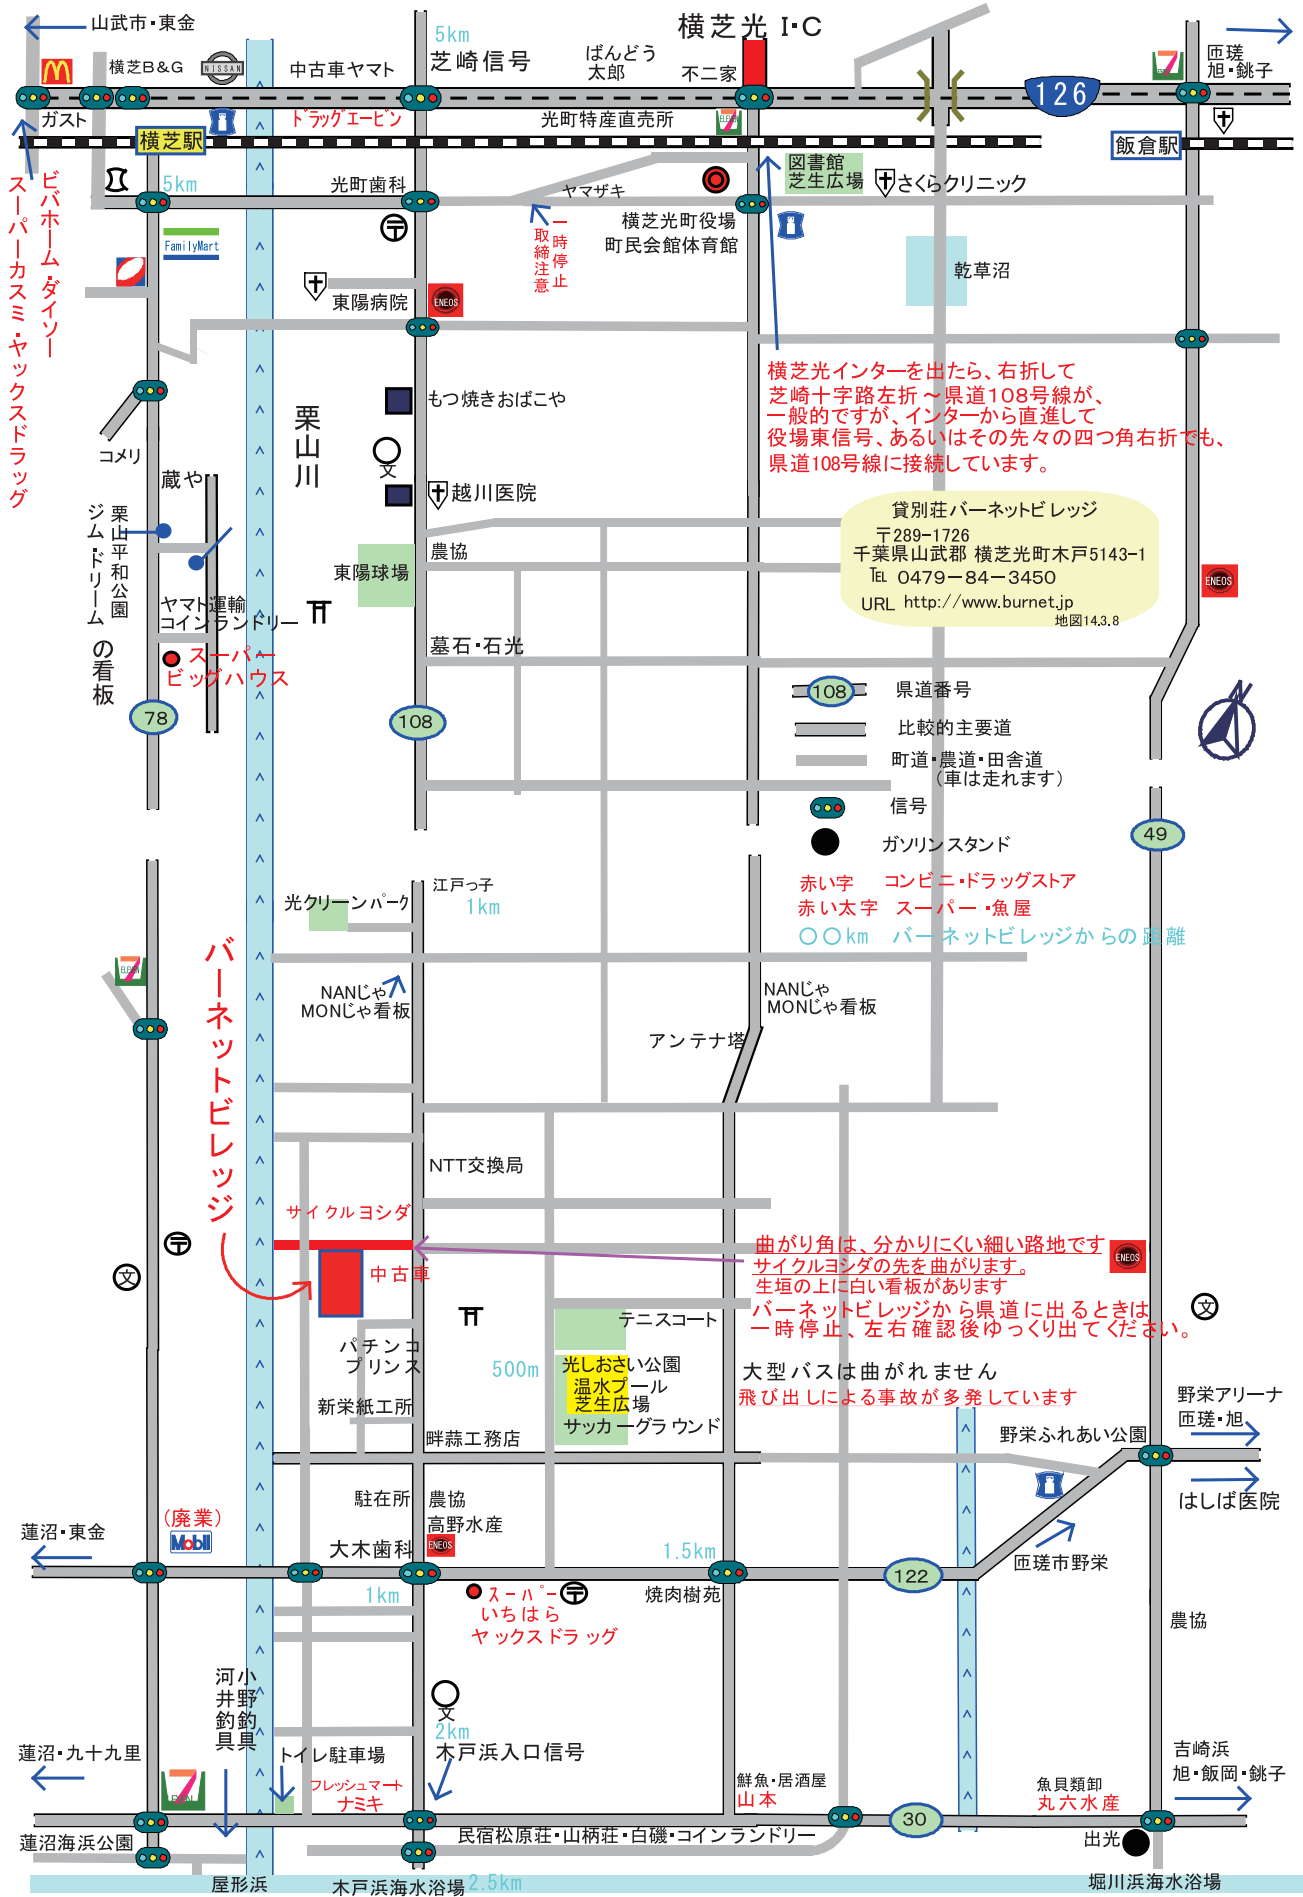 山武市・東金
横芝光 I・C
5km
芝崎信号
横芝B&G
NISSAN
中古車ヤマト
ばんどう
太郎
不二家
匝瑳
旭・銚子
126
ガスト
ドラッグエービン
光町特産直売所
横芝駅
飯倉駅
図書館
芝生広場
5km
光町歯科
ヤマザキ
さくらクリニック
横芝光町役場
町民会館体育館
一時停止
取締注意
FamilyMart
乾草沼
東陽病院
ENEOS
ビバホーム・ダイソー
スーパーカスミ・ヤックスドラッグ
横芝光インターを出たら、右折して
芝崎十字路左折～県道108号線が、
一般的ですが、インターから直進して
役場東信号、あるいはその先々の四つ角右折でも、
県道108号線に接続しています。
もつ焼きおばこや
栗山川
コメリ
文
蔵や
越川医院
貸別荘バーネットビレッジ
〒289-1726
千葉県山武郡 横芝光町木戸5143-1
TEL 0479-84-3450
URL http://www.burnet.jp
地図14.3.8
栗山平和公園
ジム・ドリーム の看板
農協
東陽球場
ENEOS
ヤマト運輸
コインランドリー
墓石・石光
スーパー
ビッグハウス
78
108
108
県道番号
比較的主要道
町道・農道・田舎道
(車は走れます)
信号
ガソリンスタンド
49
赤い字 コンビニ・ドラッグストア
赤い太字 スーパー・魚屋
〇〇km バーネットビレッジからの距離
江戸っ子
1km
光クリーンパーク
バーネットビレッジ
NANじゃ
MONじゃ看板
NANじゃ
MONじゃ看板
アンテナ塔
NTT交換局
サイクルヨシダ
中古車
曲がり角は、分かりにくい細い路地です
サイクルヨシダの先を曲がります。
生垣の上に白い看板があります
バーネットビレッジから県道に出るときは
一時停止、左右確認後ゆっくり出てください。
ENEOS
文
文
テニスコート
パチンコ
プリンス
500m
光しおさい公園
温水プール
芝生広場
サッカーグラウンド
大型バスは曲がれません
飛び出しによる事故が多発しています
新栄紙工所
畔蒜工務店
野栄ふれあい公園
野栄アリーナ
匝瑳・旭
はしば医院
駐在所
農協
高野水産
ENEOS
(廃業)
Mobil
蓮沼・東金
大木歯科
1.5km
122
匝瑳市野栄
1km
スーパー
いちはら
ヤックスドラッグ
焼肉樹苑
農協
小野釣具
河井釣具
文
2km
木戸浜入口信号
蓮沼・九十九里
トイレ駐車場
フレッシュマート
ナミキ
鮮魚・居酒屋
山本
魚貝類卸
丸六水産
吉崎浜
旭・飯岡・銚子
30
蓮沼海浜公園
民宿松原荘・山柄荘・白磯・コインランドリー
出光
屋形浜
木戸浜海水浴場
2.5km
堀川浜海水浴場